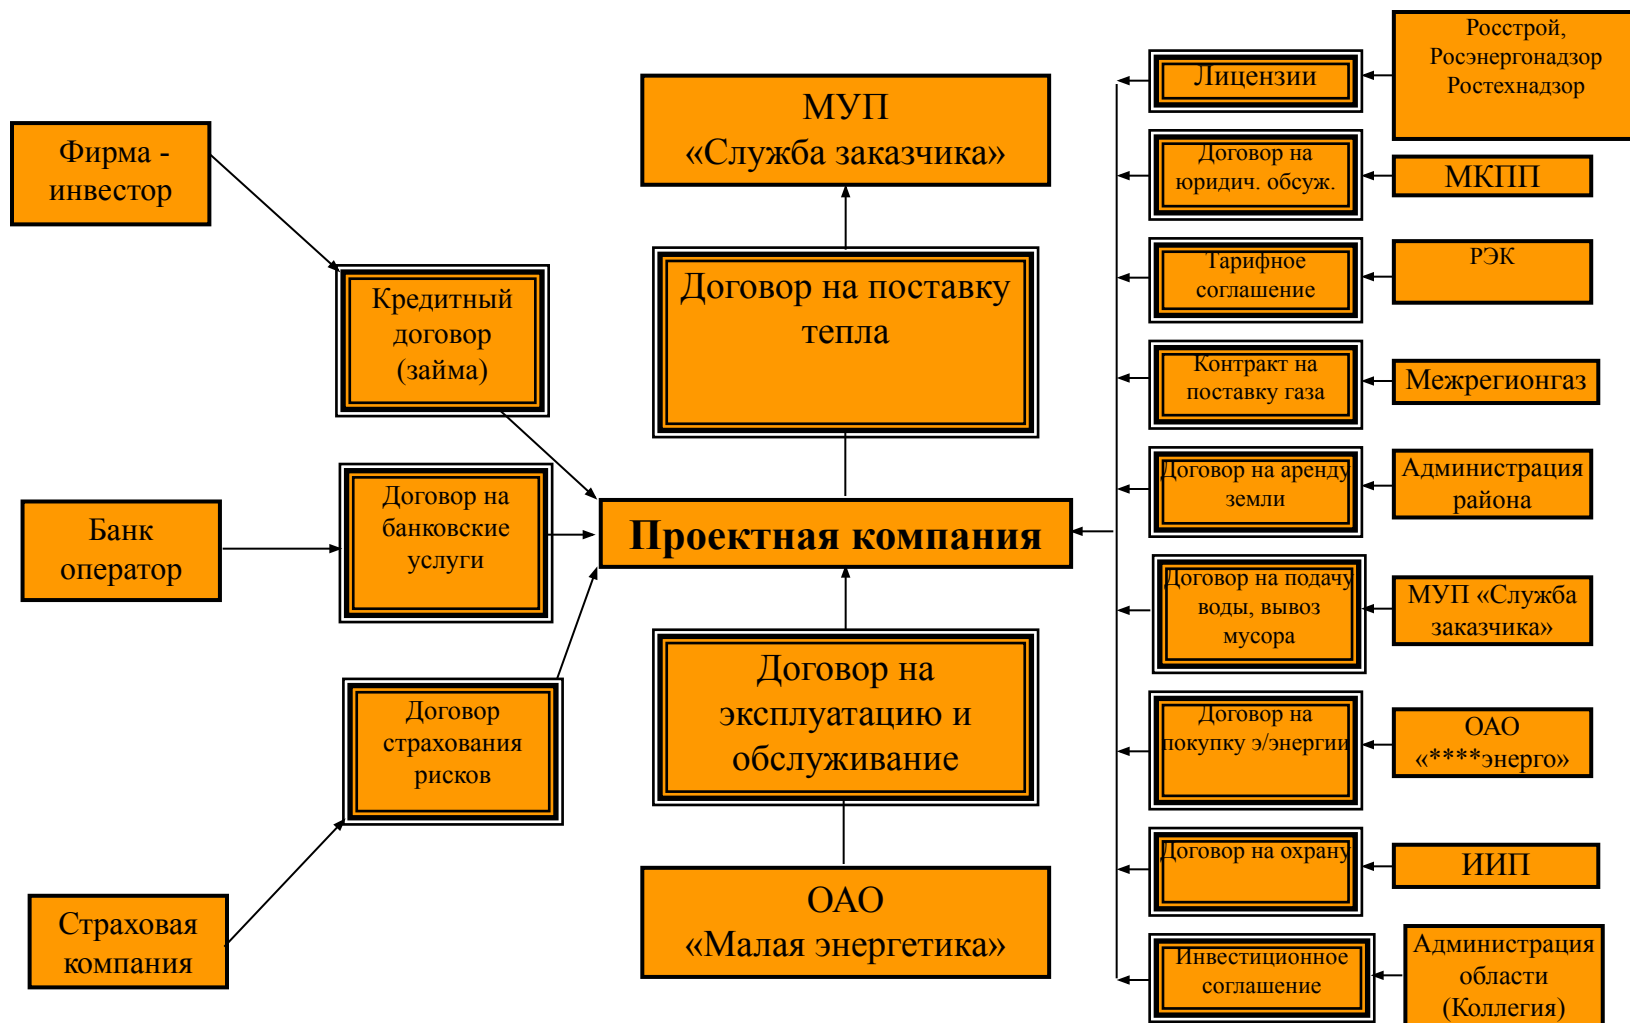 Фирма -
инвестор
Банк
оператор
Страховая
компания
Кредитный
договор
(займа)
Договор на
банковские
услуги
Договор
страхования
рисков
МУП
«Служба заказчика»
Договор на поставку
тепла
Проектная компания
Договор на
эксплуатацию и
обслуживание
ОАО
«Малая энергетика»
Лицензии
Росстрой,
Росэнергонадзор
Ростехнадзор
Договор на
юридич. обсуж.
МКПП
Тарифное
соглашение
РЭК
Контракт на
поставку газа
Межрегионгаз
Договор на аренду
земли
Администрация
района
Договор на подачу
воды, вывоз
мусора
МУП «Служба
заказчика»
Договор на
покупку э/энергии
ОАО
«****энерго»
Договор на охрану
ИИП
Инвестиционное
соглашение
Администрация
области
(Коллегия)